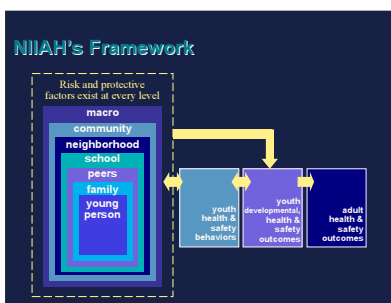 NIIAH's Framework
Risk and protective
factors exist at every level
macro
community
neighborhood
school
peers
family
young
person
youth
health &
safety
behaviors
youth
developmental,
health &
safety
outcomes
adult
health &
safety
outcomes